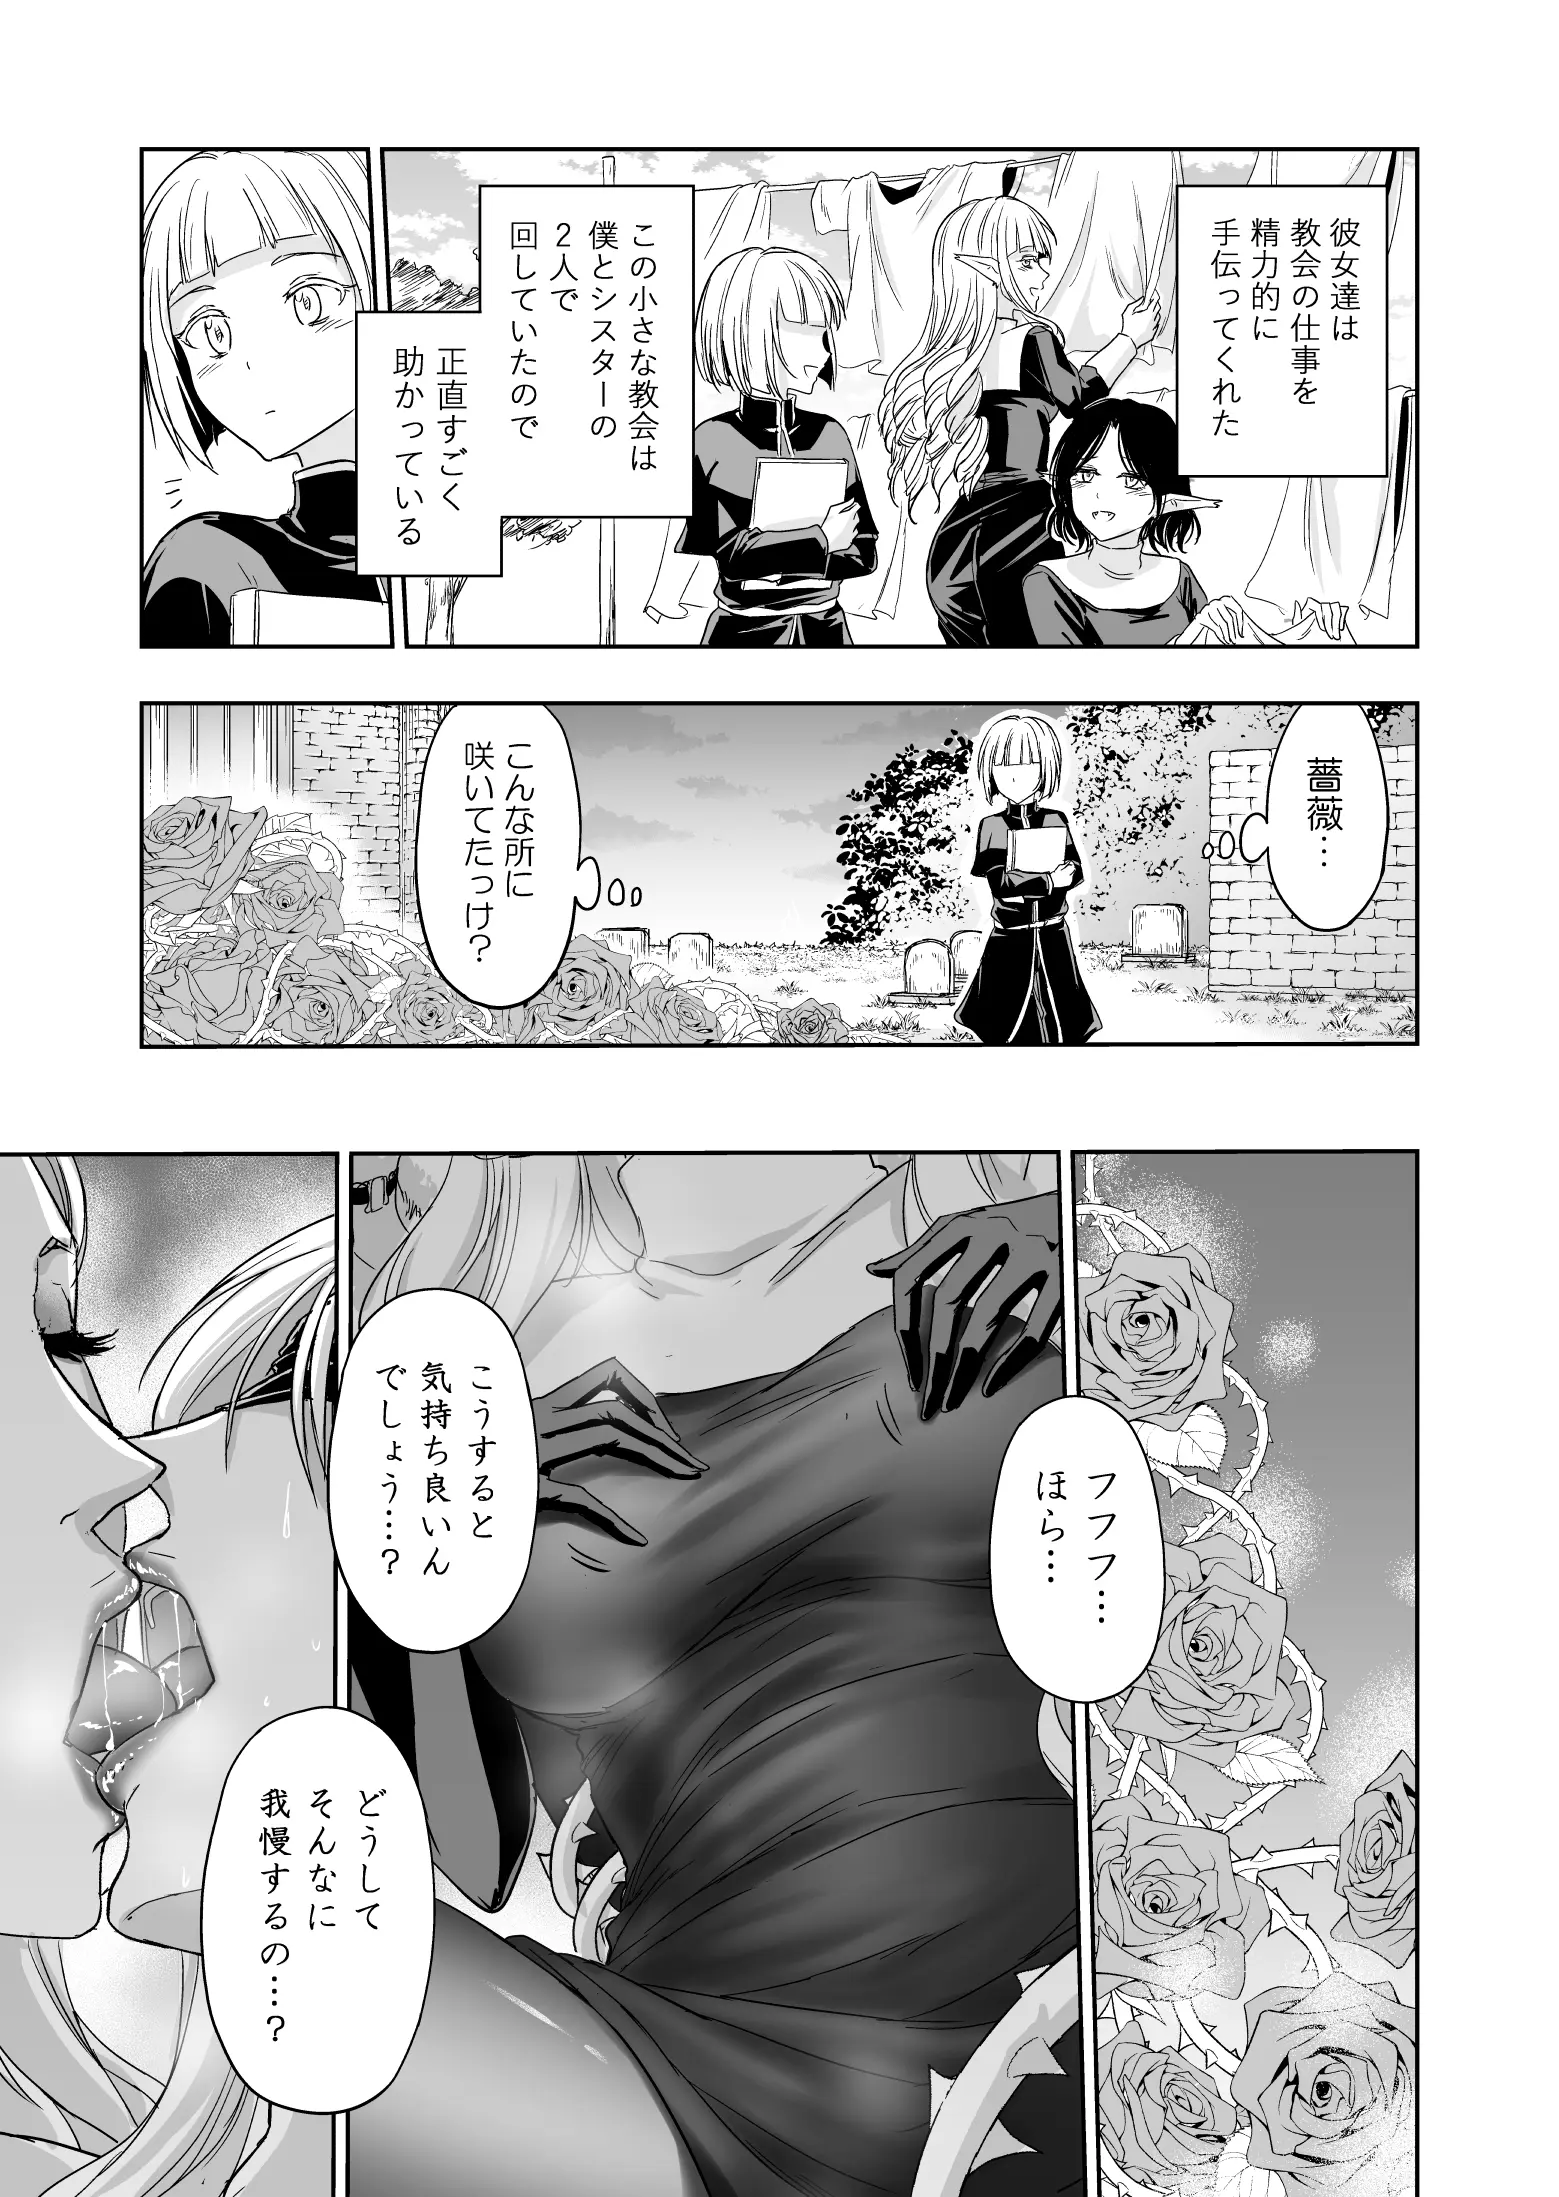 彼女達は
教会の仕事を
精力的に
手伝ってくれた
この小さな教会は
僕とシスターの
2人で
回していたので
正直すごく
助かっている
薔薇…
こんな所に
咲いてたっけ?
フフフ…
ほら…
こうすると
気持ち良いん
でしょう…?
どうして
そんなに
我慢するの…?